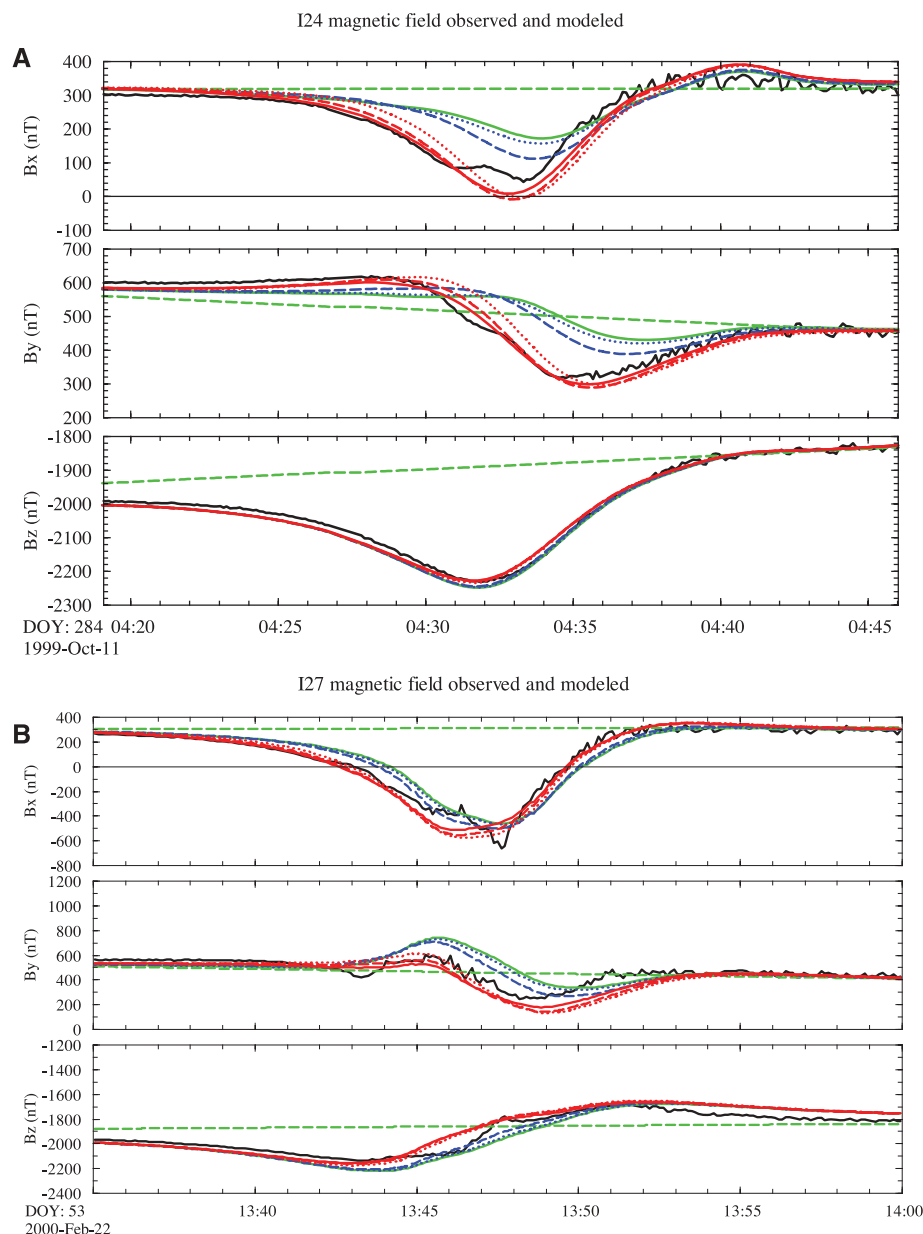 I24 magnetic field observed and modeled
A
400
300
200
100
0
-100
Bx (nT)
700
600
500
400
300
200
By (nT)
-1800
-1900
-2000
-2100
-2200
-2300
Bz (nT)
DOY: 284 04:20 04:25 04:30 04:35 04:40 04:45
1999-Oct-11
I27 magnetic field observed and modeled
B
400
200
0
-200
-400
-600
-800
Bx (nT)
1200
1000
800
600
400
200
0
By (nT)
-1200
-1400
-1600
-1800
-2000
-2200
-2400
Bz (nT)
DOY: 53 13:40 13:45 13:50 13:55 14:00
2000-Feb-22